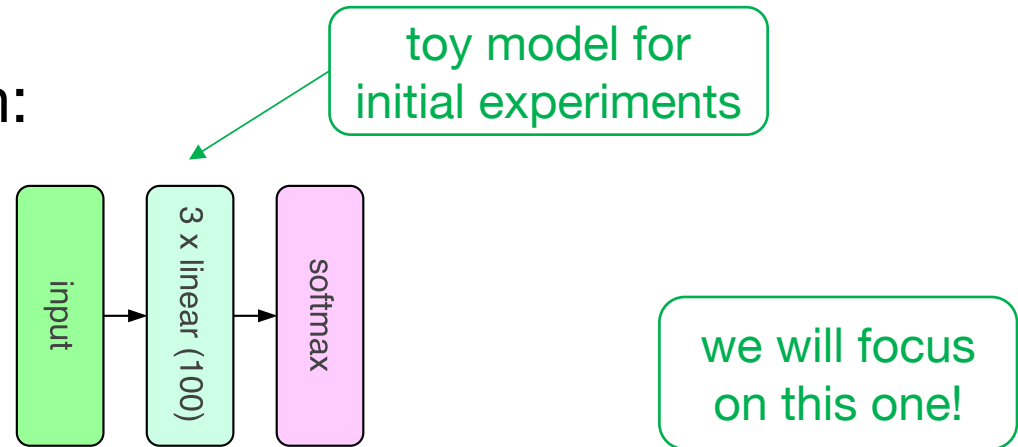 toy model for
initial experiments
n:
input
3 x linear (100)
softmax
we will focus
on this one!